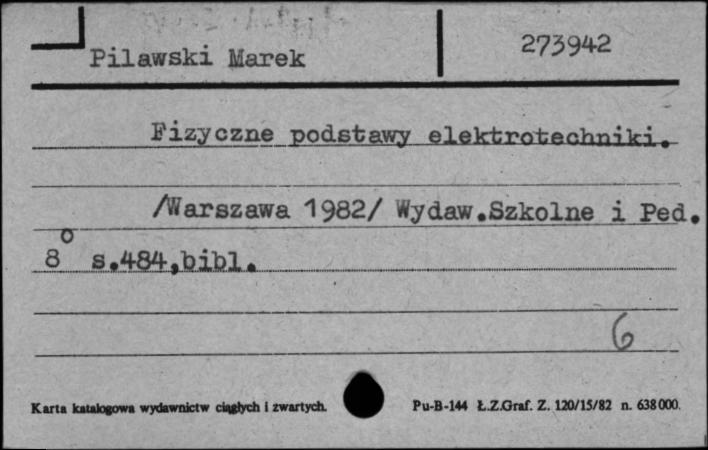 Pilawski Marek 273942
Fizyczne podstawy elektrotechniki.
/Warszawa 1982/ Wydaw.Szkolne i Ped.
8° s.484,bibl.
6
Karta katalogowa wydawnictw ciągłych i zwartych. Pu-B-144 Ł.Z.Graf. Z. 120/15/82 n. 638000.